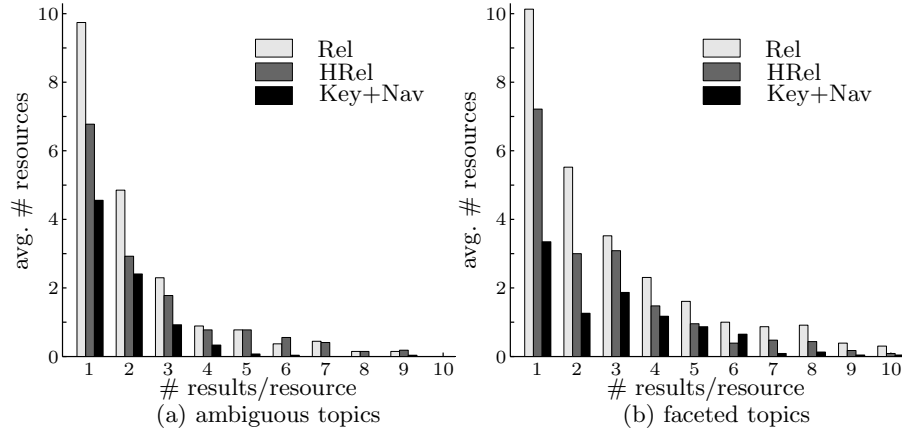 10
8
6
4
2
0
avg. # resources
Rel
HRel
Key+Nav
1 2 3 4 5 6 7 8 9 10
# results/resource
(a) ambiguous topics
10
8
6
4
2
0
avg. # resources
Rel
HRel
Key+Nav
1 2 3 4 5 6 7 8 9 10
# results/resource
(b) faceted topics